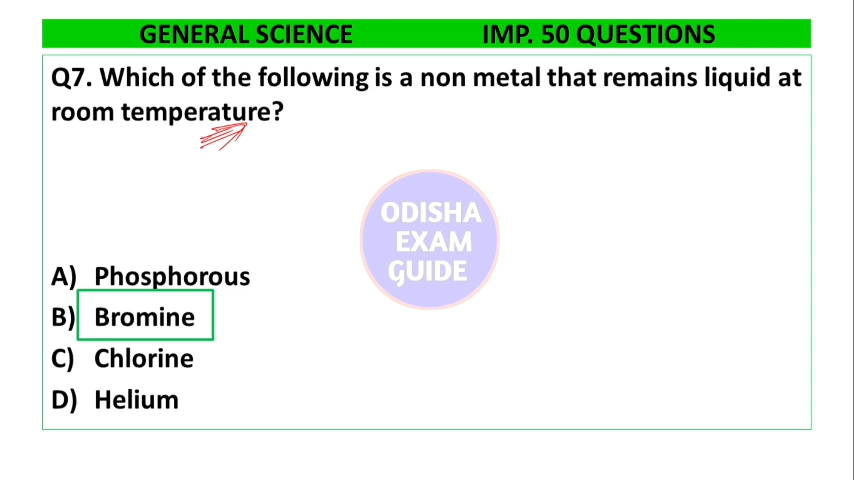 GENERAL SCIENCE IMP. 50 QUESTIONS
Q7. Which of the following is a non metal that remains liquid at
room temperature?
ODISHA
EXAM
GUIDE
A) Phosphorous
B) Bromine
C) Chlorine
D) Helium